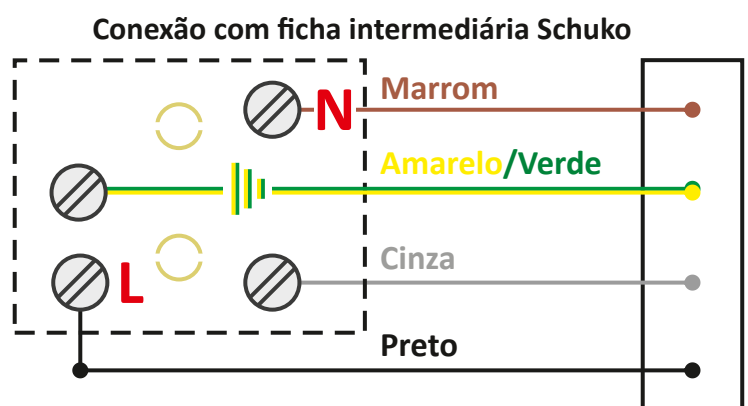 Conexão com ficha intermediária Schuko
N
Marrom
Amarelo/Verde
L
Cinza
Preto